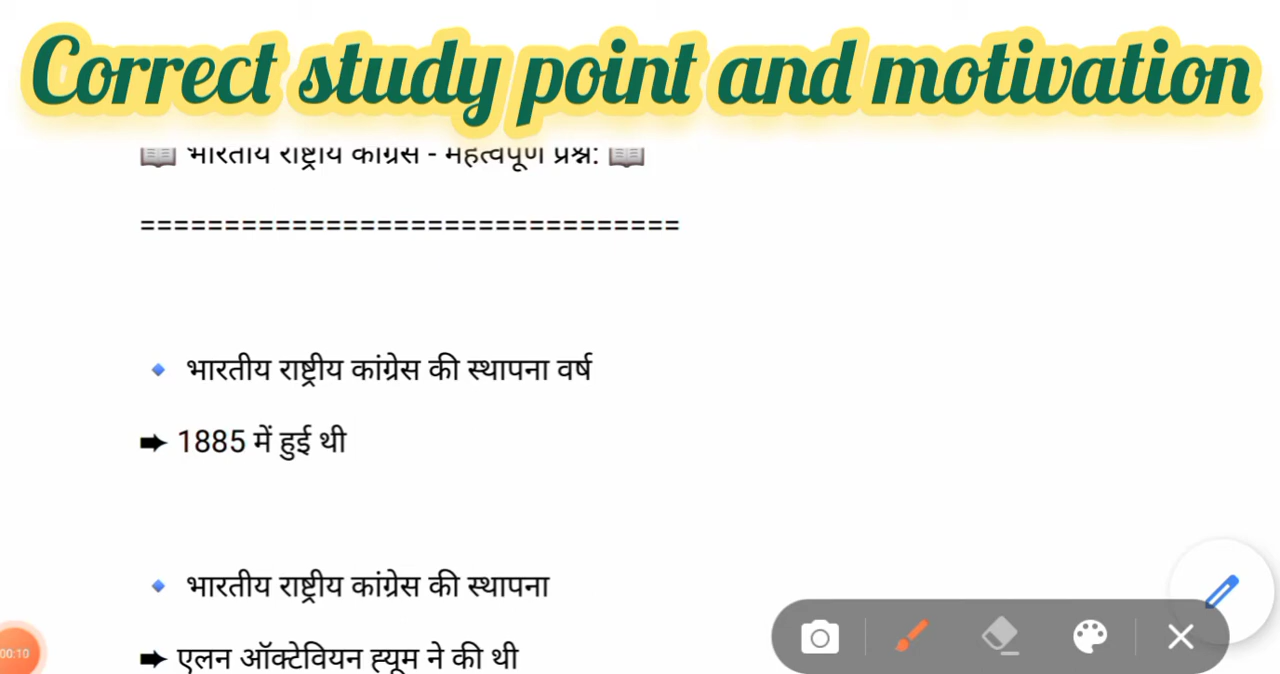 Correct study point and motivation
📖 भारतीय राष्ट्रीय कांग्रेस - महत्वपूर्ण प्रश्न: 📖
================================
🔹 भारतीय राष्ट्रीय कांग्रेस की स्थापना वर्ष
➨ 1885 में हुई थी
🔹 भारतीय राष्ट्रीय कांग्रेस की स्थापना
➨ एलन ऑक्टेवियन ह्यूम ने की थी
00:10